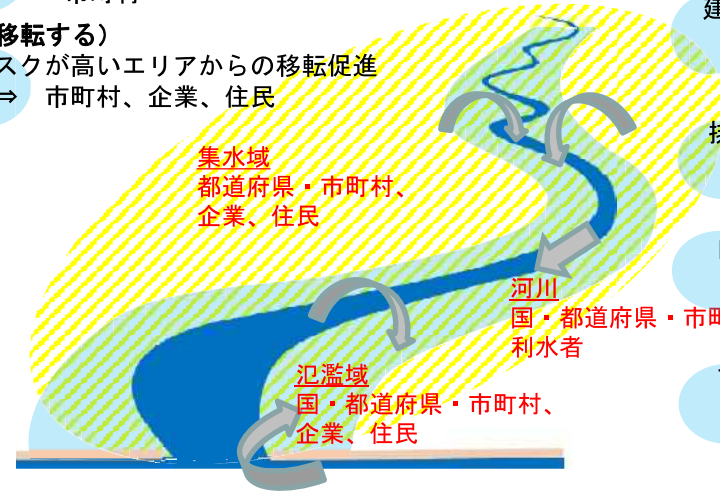 移転する）
スクが高いエリアからの移転促進
⇒　市町村、企業、住民
集水域
都道府県・市町村、
企業、住民
河川
国・都道府県・市町
利水者
氾濫域
国・都道府県・市町村、
企業、住民
建